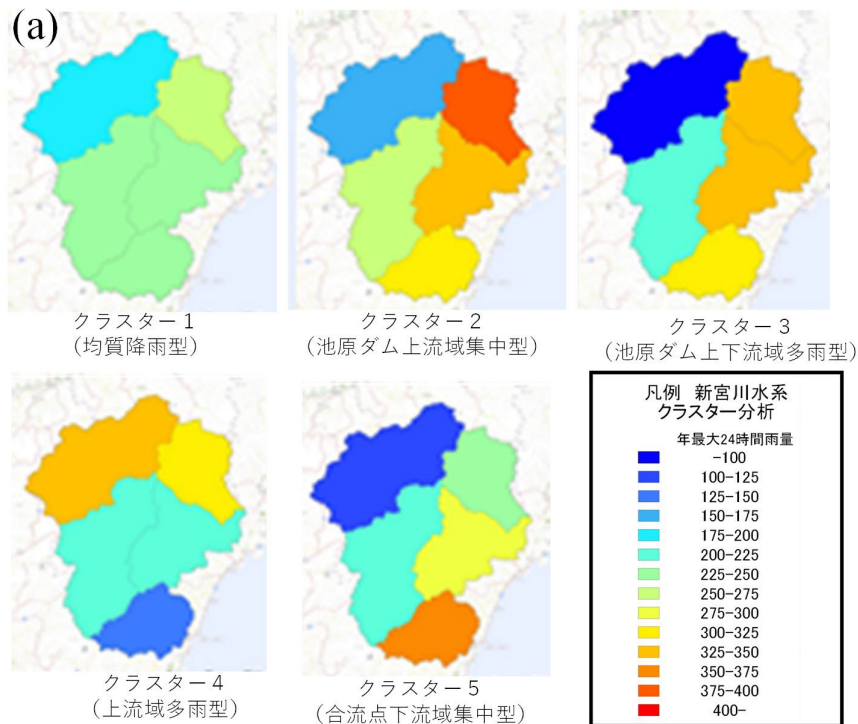 (a)
クラスター1
(均質降雨型)
クラスター2
(池原ダム上流域集中型)
クラスター3
(池原ダム上下流域多雨型)
クラスター4
(上流域多雨型)
クラスター5
(合流点下流域集中型)
凡例 新宮川水系
クラスター分析
年最大24時間雨量
-100
100-125
125-150
150-175
175-200
200-225
225-250
250-275
275-300
300-325
325-350
350-375
375-400
400-